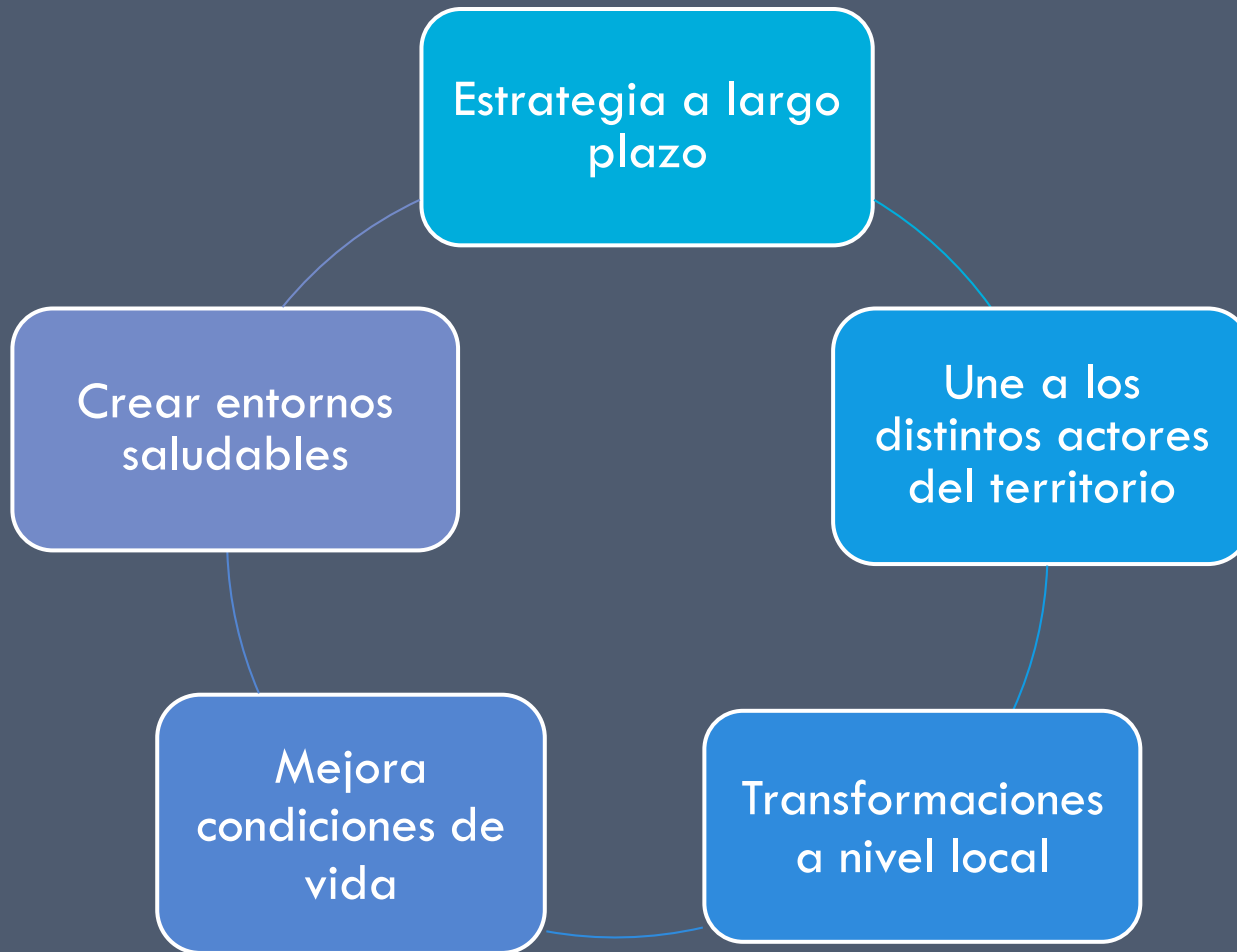 Estrategia a largo
plazo
Une a los
distintos actores
del territorio
Transformaciones
a nivel local
Mejora
condiciones de
vida
Crear entornos
saludables